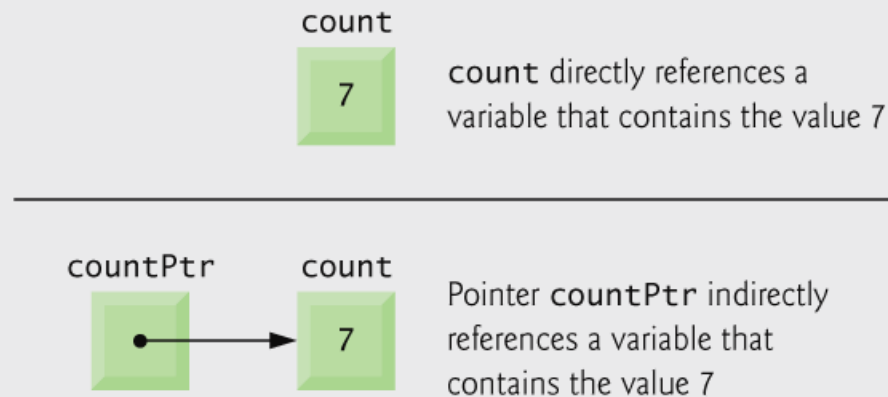 count
7
count directly references a
variable that contains the value 7
countPtr
count
7
Pointer countPtr indirectly
references a variable that
contains the value 7